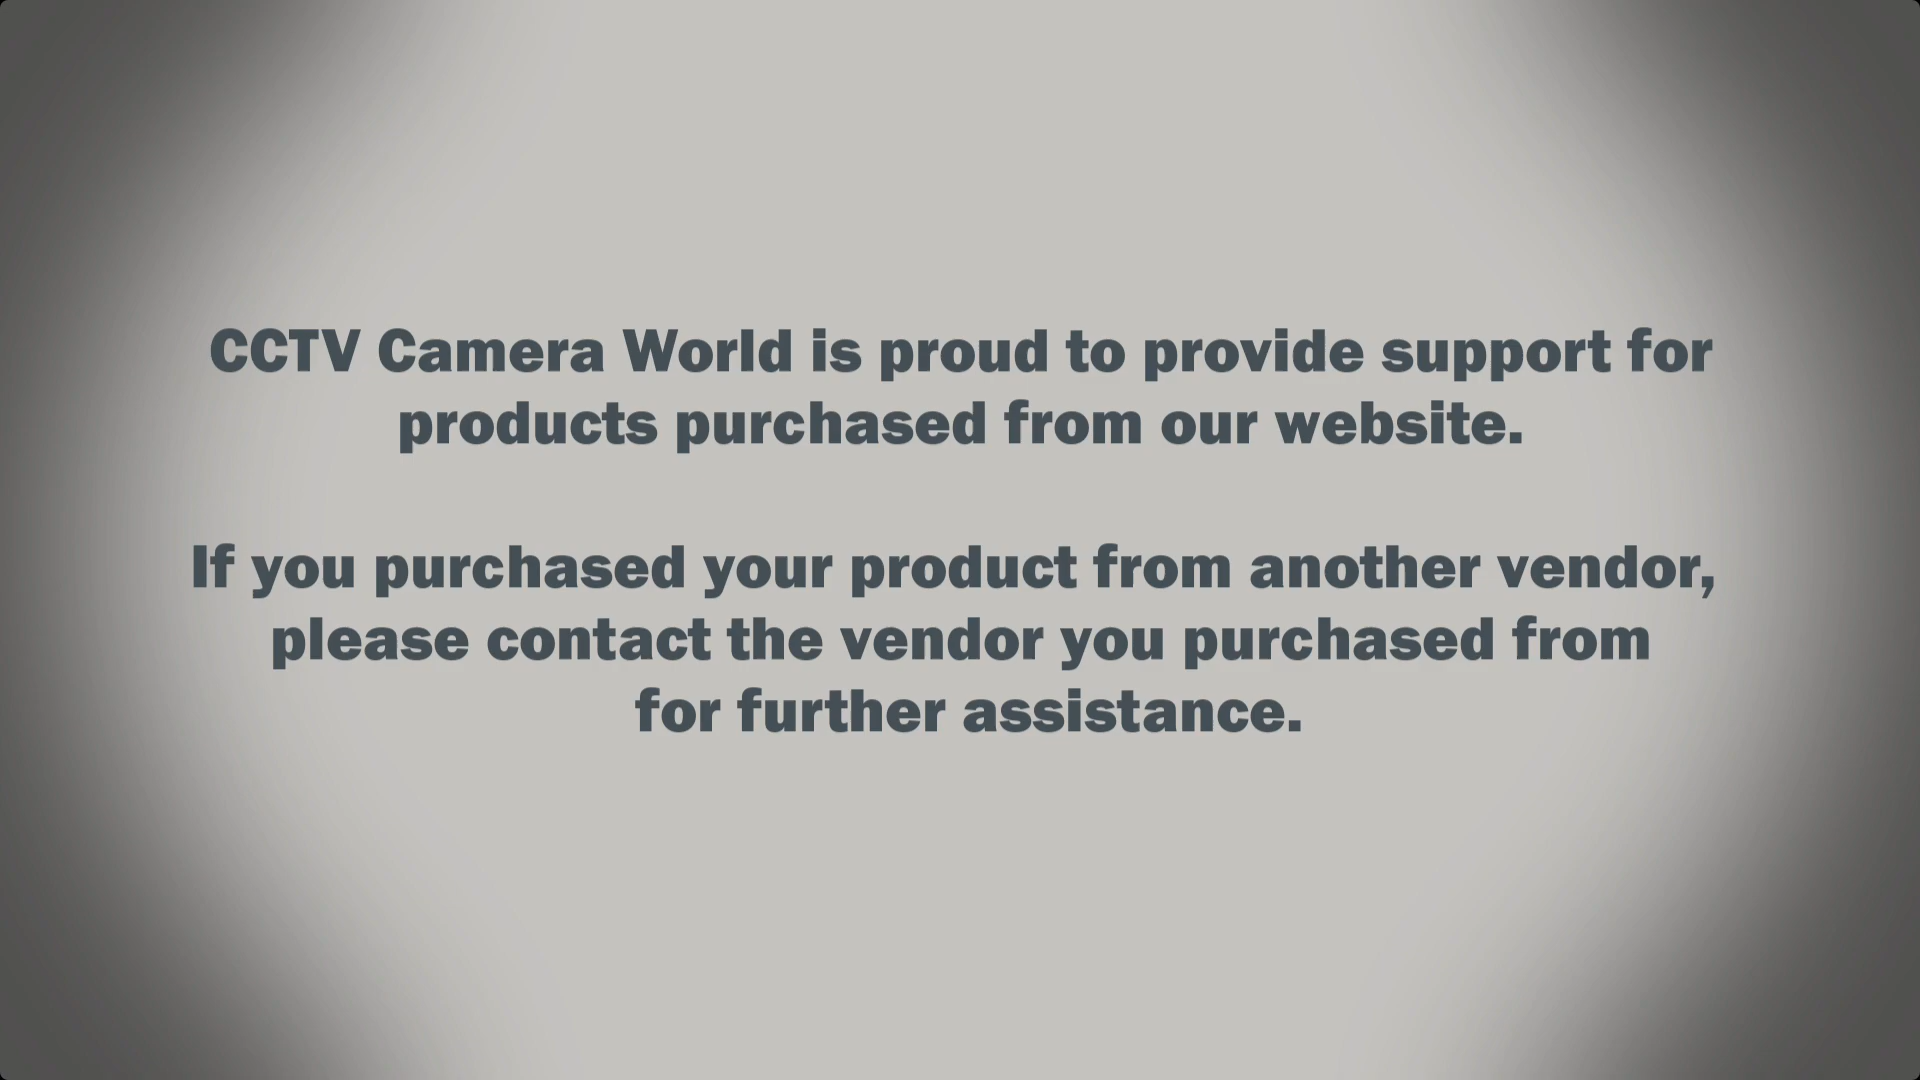 CCTV Camera World is proud to provide support for
products purchased from our website.
If you purchased your product from another vendor,
please contact the vendor you purchased from
for further assistance.